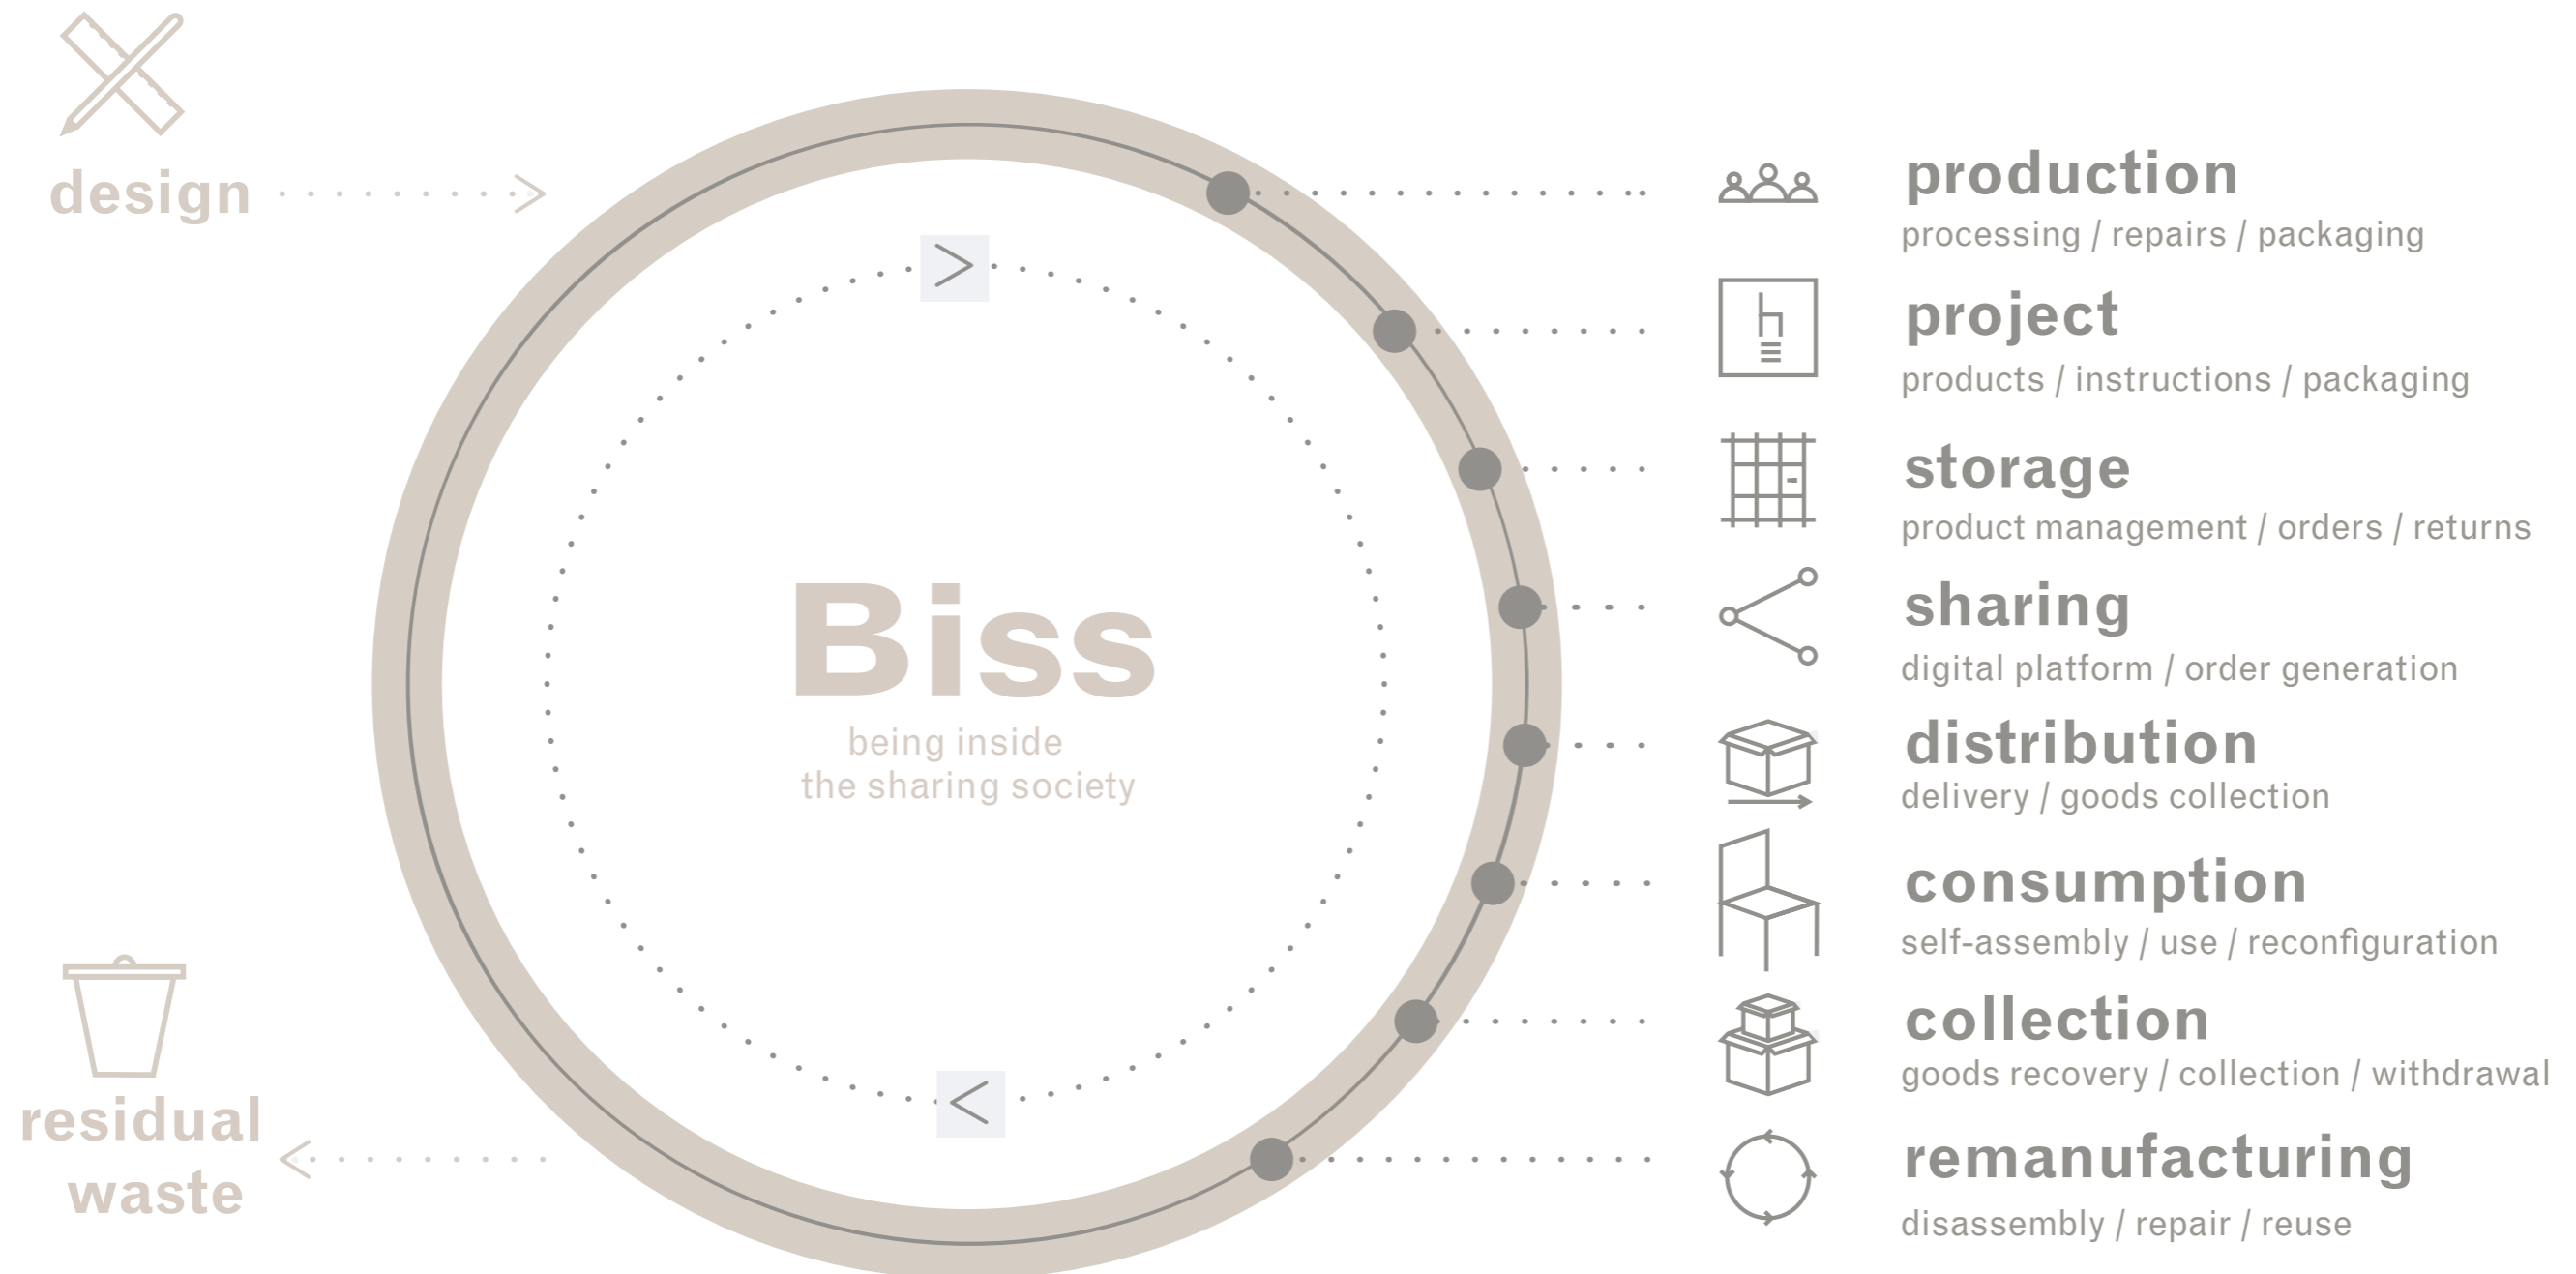 design
production
processing / repairs / packaging
project
products / instructions / packaging
storage
product management / orders / returns
sharing
digital platform / order generation
Biss
being inside
the sharing society
distribution
delivery / goods collection
consumption
self-assembly / use / reconfiguration
collection
goods recovery / collection / withdrawal
residual
waste
remanufacturing
disassembly / repair / reuse